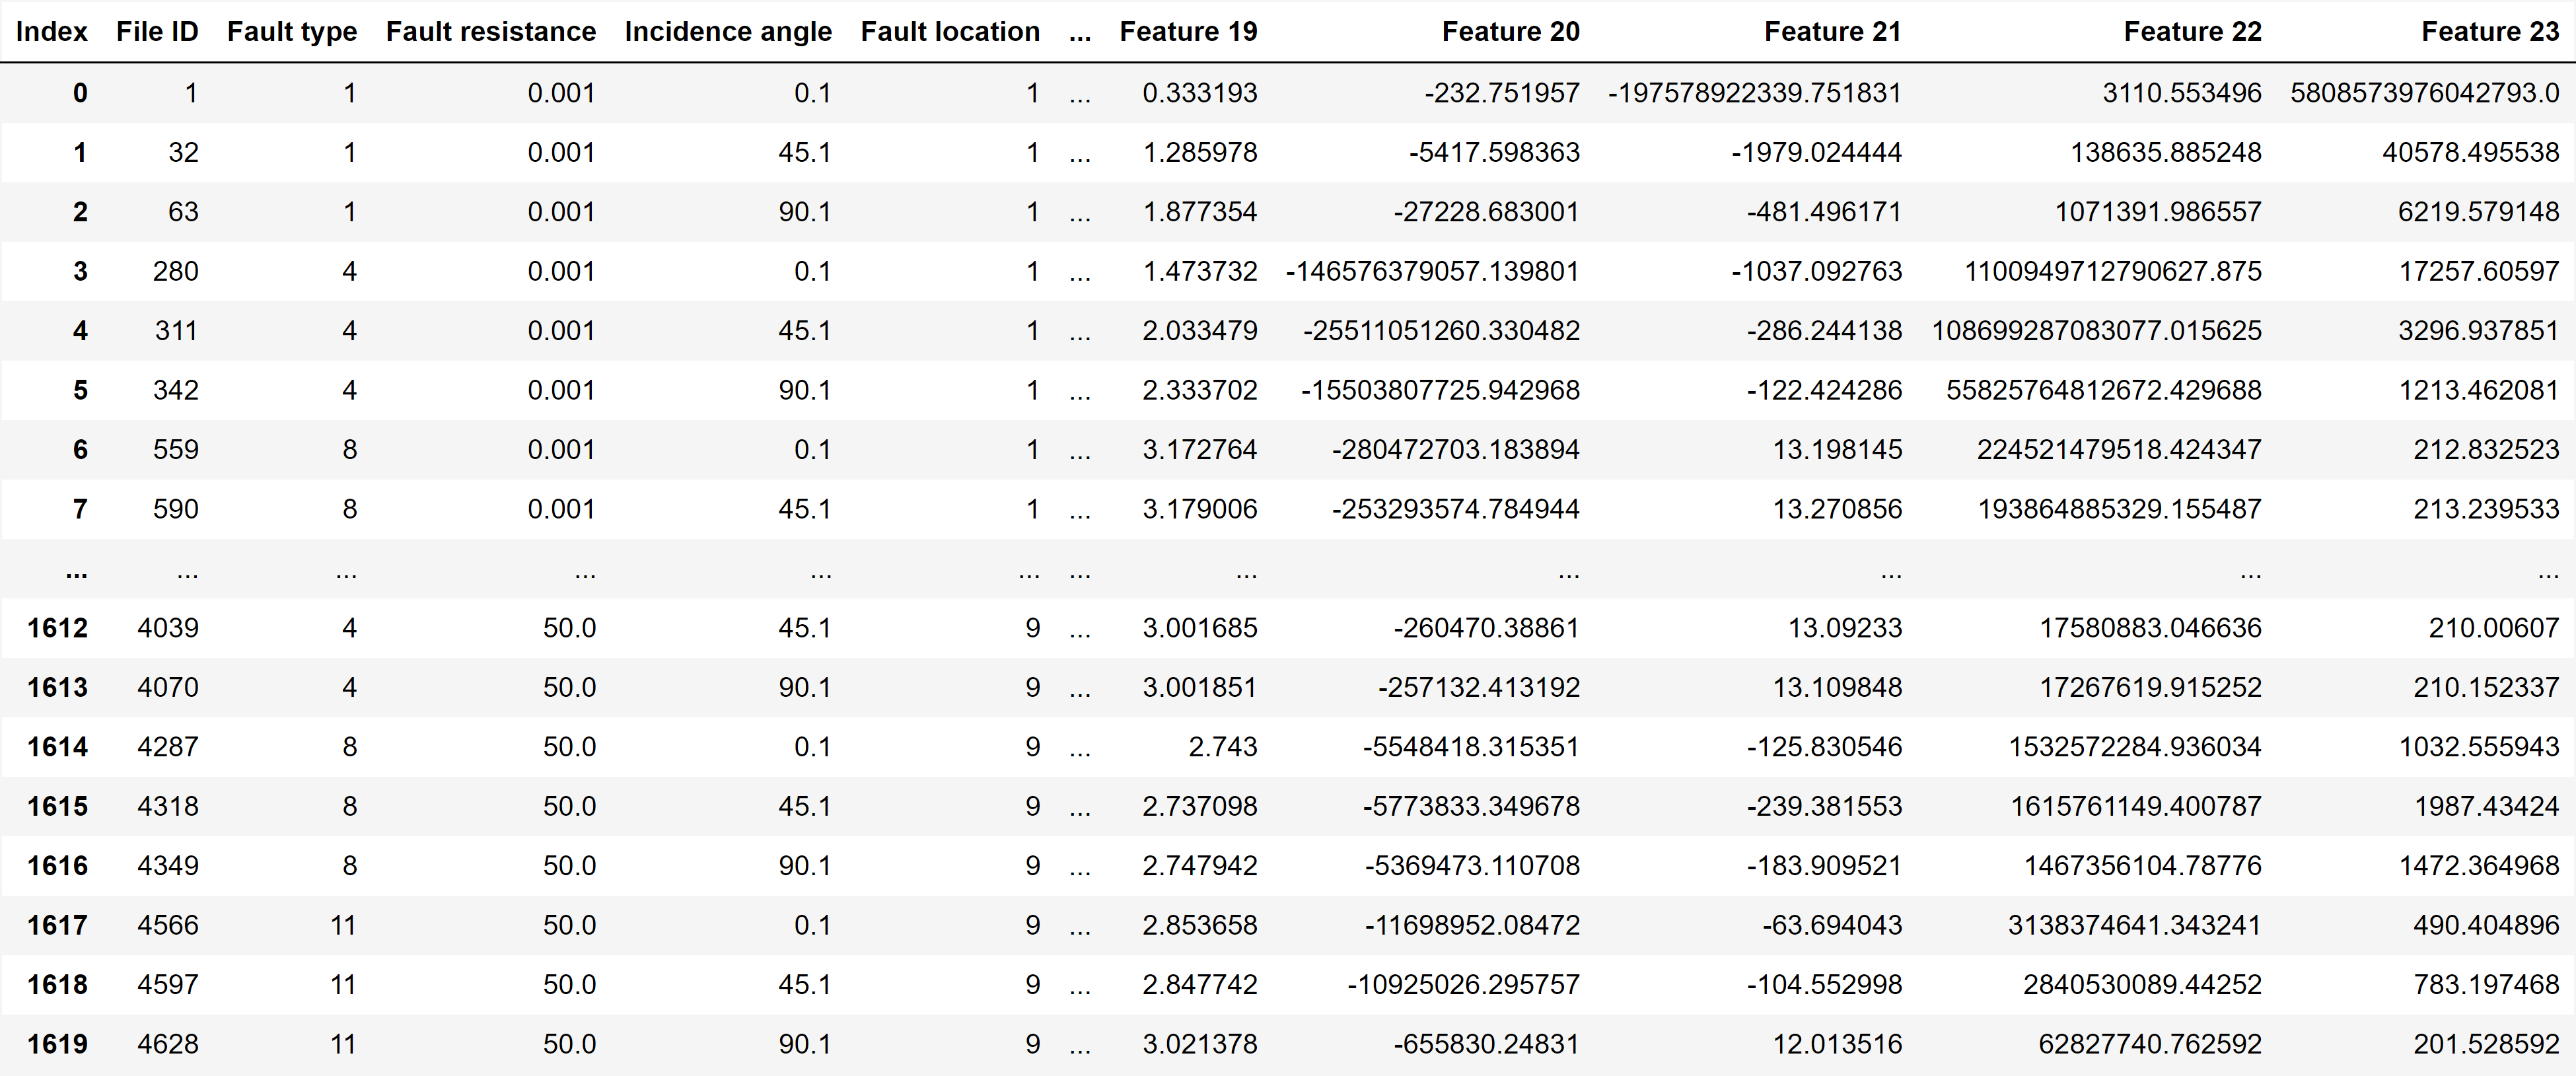 Index File ID Fault type Fault resistance Incidence angle Fault location ... Feature 19 Feature 20 Feature 21 Feature 22 Feature 23
0 1 1 0.001 0.1 1 ... 0.333193 -232.751957 -197578922339.751831 3110.553496 5808573976042793.0
1 32 1 0.001 45.1 1 ... 1.285978 -5417.598363 -1979.024444 138635.885248 40578.495538
2 63 1 0.001 90.1 1 ... 1.877354 -27228.683001 -481.496171 1071391.986557 6219.579148
3 280 4 0.001 0.1 1 ... 1.473732 -146576379057.139801 -1037.092763 1100949712790627.875 17257.60597
4 311 4 0.001 45.1 1 ... 2.033479 -25511051260.330482 -286.244138 108699287083077.015625 3296.937851
5 342 4 0.001 90.1 1 ... 2.333702 -15503807725.942968 -122.424286 55825764812672.429688 1213.462081
6 559 8 0.001 0.1 1 ... 3.172764 -280472703.183894 13.198145 224521479518.424347 212.832523
7 590 8 0.001 45.1 1 ... 3.179006 -253293574.784944 13.270856 193864885329.155487 213.239533
... ... ... ... ... ... ... ... ... ... ... ...
1612 4039 4 50.0 45.1 9 ... 3.001685 -260470.38861 13.09233 17580883.046636 210.00607
1613 4070 4 50.0 90.1 9 ... 3.001851 -257132.413192 13.109848 17267619.915252 210.152337
1614 4287 8 50.0 0.1 9 ... 2.743 -5548418.315351 -125.830546 1532572284.936034 1032.555943
1615 4318 8 50.0 45.1 9 ... 2.737098 -5773833.349678 -239.381553 1615761149.400787 1987.43424
1616 4349 8 50.0 90.1 9 ... 2.747942 -5369473.110708 -183.909521 1467356104.78776 1472.364968
1617 4566 11 50.0 0.1 9 ... 2.853658 -11698952.08472 -63.694043 3138374641.343241 490.404896
1618 4597 11 50.0 45.1 9 ... 2.847742 -10925026.295757 -104.552998 2840530089.44252 783.197468
1619 4628 11 50.0 90.1 9 ... 3.021378 -655830.24831 12.013516 62827740.762592 201.528592